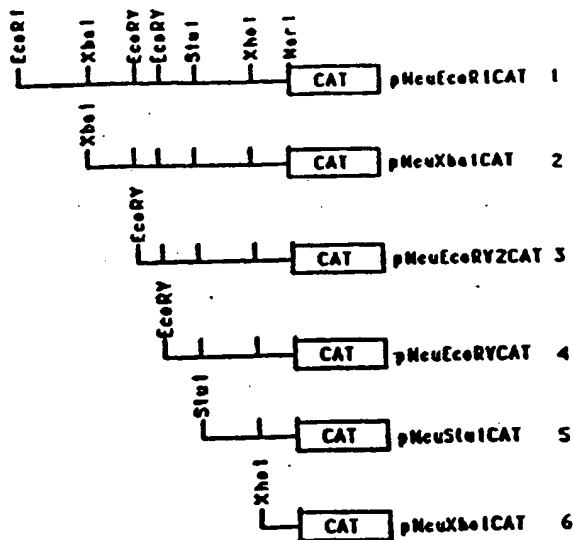 EcoRI
XbaI
EcoRV
EcoRV
StuI
XhoI
NarI
CAT pNeuEcoRICAT 1
XbaI
CAT pNeuXbaICAT 2
EcoRV
CAT pNeuEcoRV2CAT 3
EcoRV
CAT pNeuEcoRVCAT 4
StuI
CAT pNeuStuICAT 5
XhoI
CAT pNeuXhoICAT 6